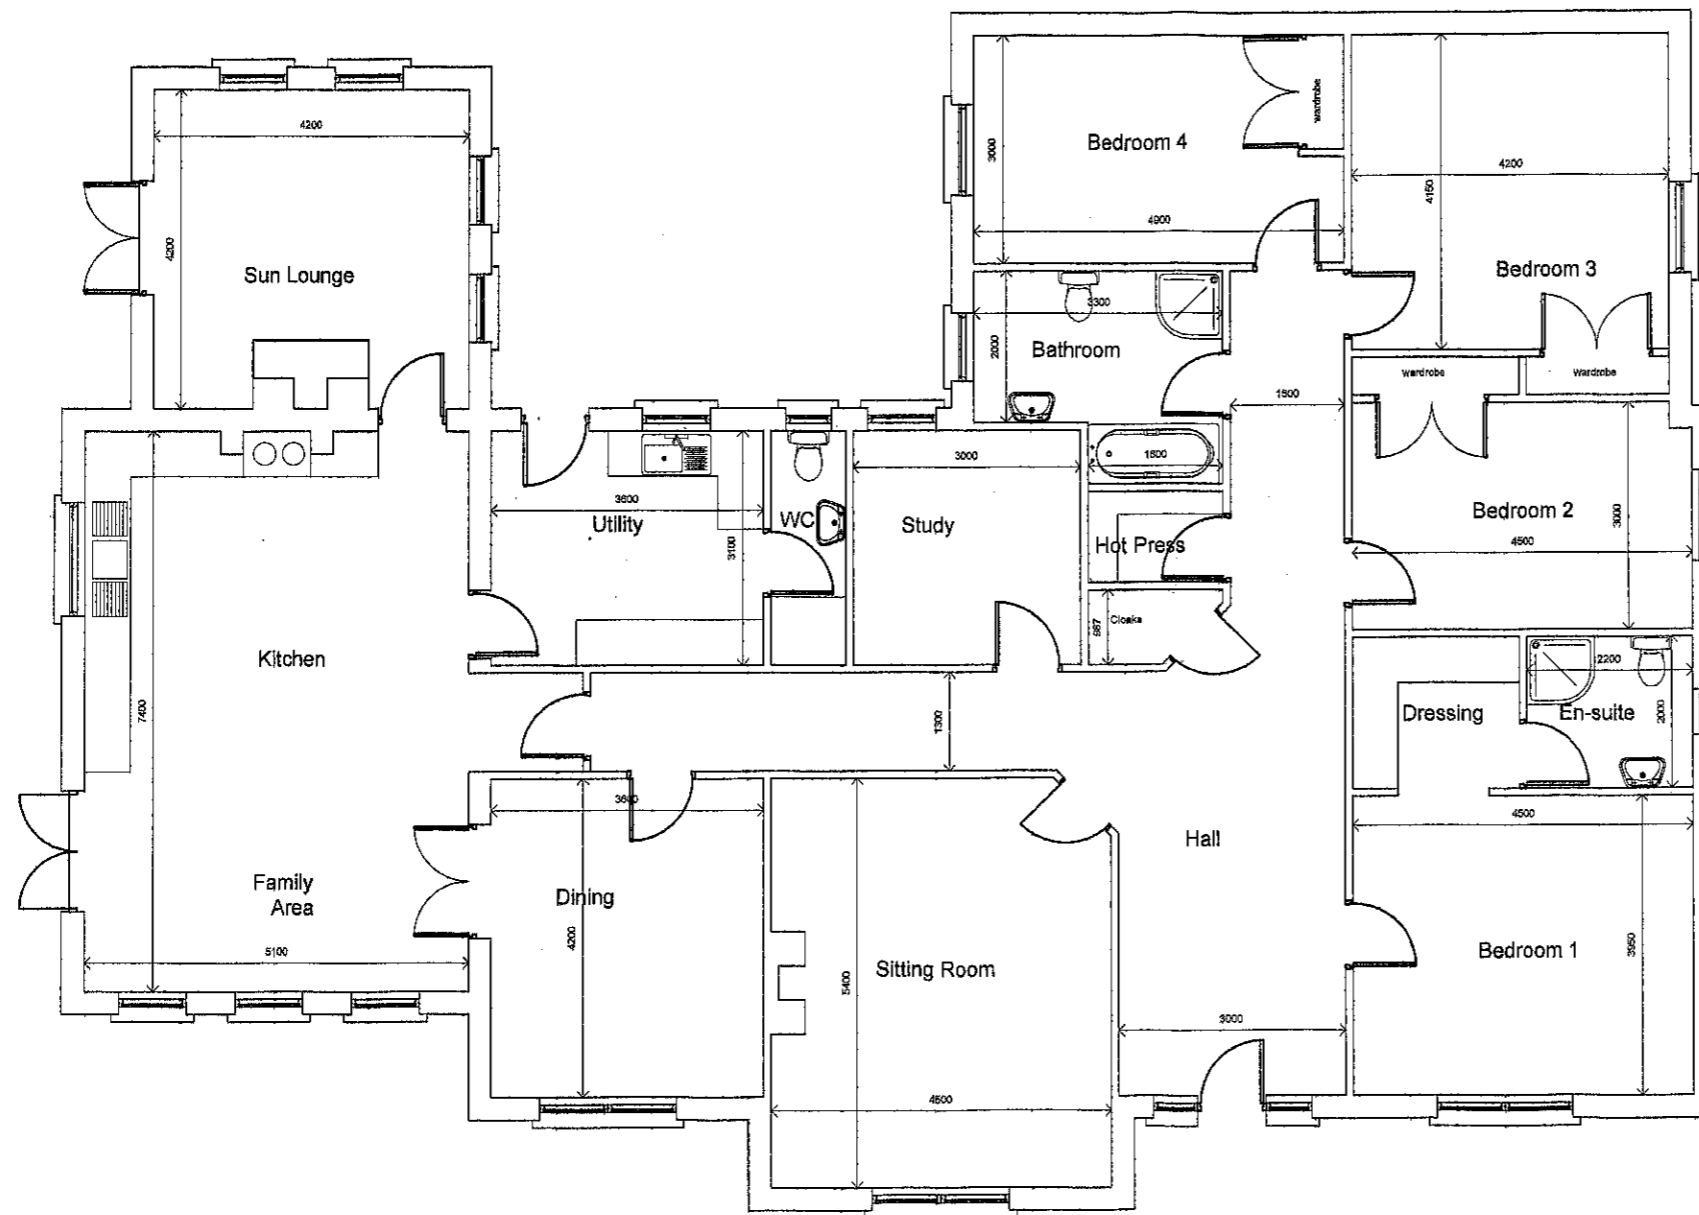 4200
4200
Sun Lounge
Bedroom 4
3000
4900
wardrobe
4200
4150
Bedroom 3
3300
2000
Bathroom
1500
wardrobe
wardrobe
3600
Utility
3100
WC
3000
Study
1600
Hot Press
Cloaks
Bedroom 2
3000
4500
Kitchen
7400
1300
2200
Dressing
En-suite
2000
Family
Area
5100
3600
Dining
4200
Sitting Room
5400
4500
Hall
3000
4500
Bedroom 1
3950